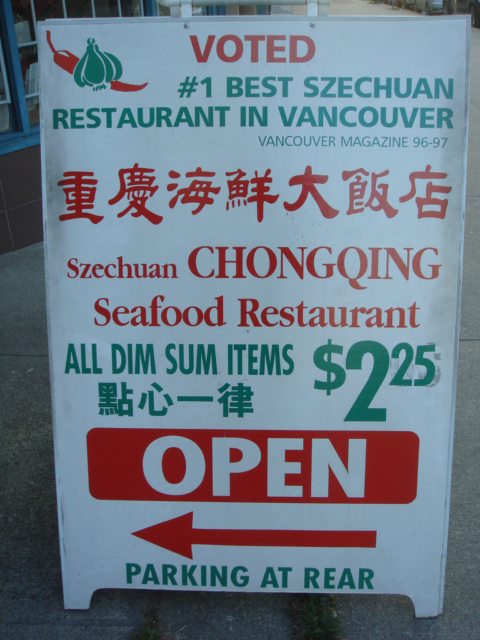 VOTED
#1 BEST SZECHUAN
RESTAURANT IN VANCOUVER
VANCOUVER MAGAZINE 96-97
重慶海鮮大飯店
Szechuan CHONGQING
Seafood Restaurant
ALL DIM SUM ITEMS $2.25
點心一律
OPEN
PARKING AT REAR